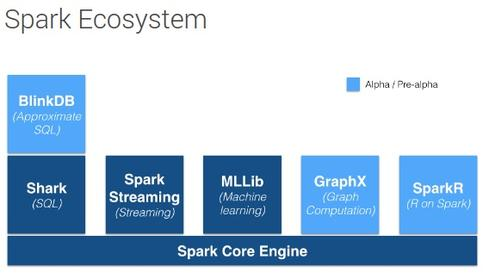 Spark Ecosystem
BlinkDB
(Approximate
SQL)
Alpha / Pre-alpha
Shark
(SQL)
Spark
Streaming
(Streaming)
MLLib
(Machine
learning)
GraphX
(Graph
Computation)
SparkR
(R on Spark)
Spark Core Engine